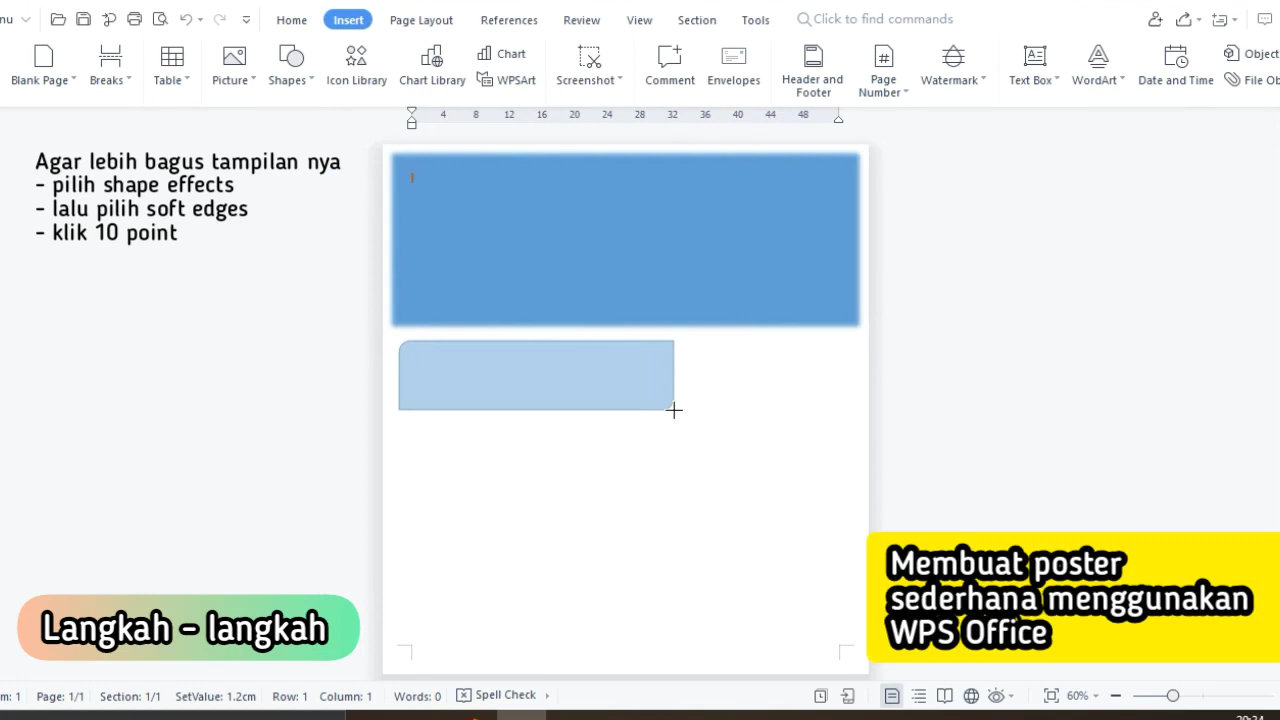 nu
Home
Insert
Page Layout
References
Review
View
Section
Tools
Click to find commands
Blank Page
Breaks
Table
Picture
Shapes
Icon Library
Chart Library
Chart
WPSArt
Screenshot
Comment
Envelopes
Header and
Footer
Page
Number
Watermark
Text Box
WordArt
Date and Time
Object
File Ob
4 8 12 16 20 24 28 32 36 40 44 48
Agar lebih bagus tampilan nya
- pilih shape effects
- lalu pilih soft edges
- klik 10 point
Membuat poster
sederhana menggunakan
WPS Office
Langkah - langkah
m: 1 Page: 1/1 Section: 1/1 SetValue: 1.2cm Row: 1 Column: 1 Words: 0 Spell Check 60%